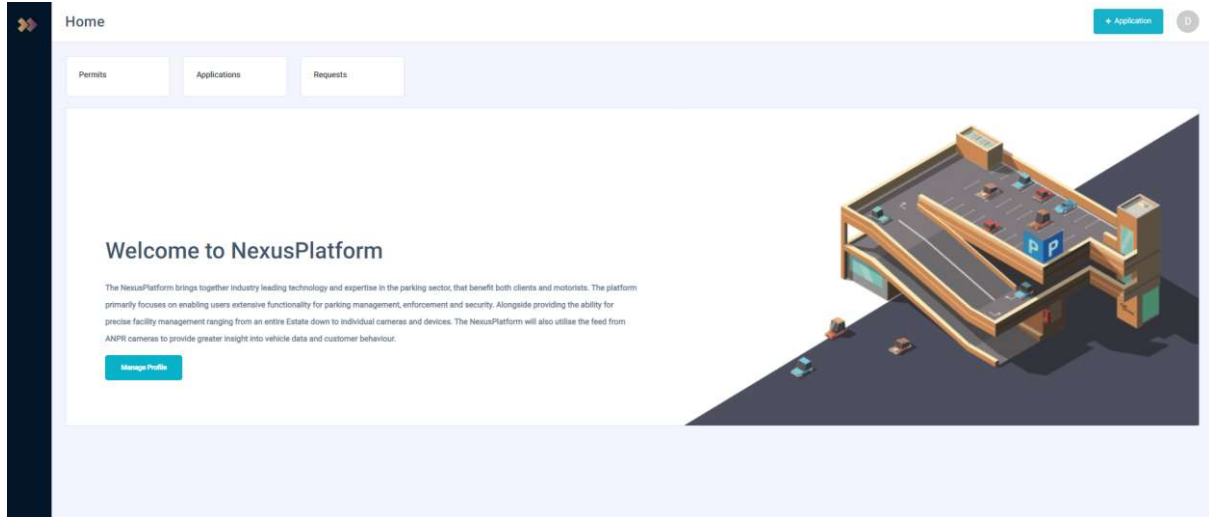 Home
+ Application
D
Permits
Applications
Requests
Welcome to NexusPlatform
The NexusPlatform brings together industry leading technology and expertise in the parking sector, that benefit both clients and motorists. The platform
primarily focuses on enabling users extensive functionality for parking management, enforcement and security. Alongside providing the ability for
precise facility management ranging from an entire Estate down to individual cameras and devices. The NexusPlatform will also utilise the feed from
ANPR cameras to provide greater insight into vehicle data and customer behaviour.
Manage Profile
P P